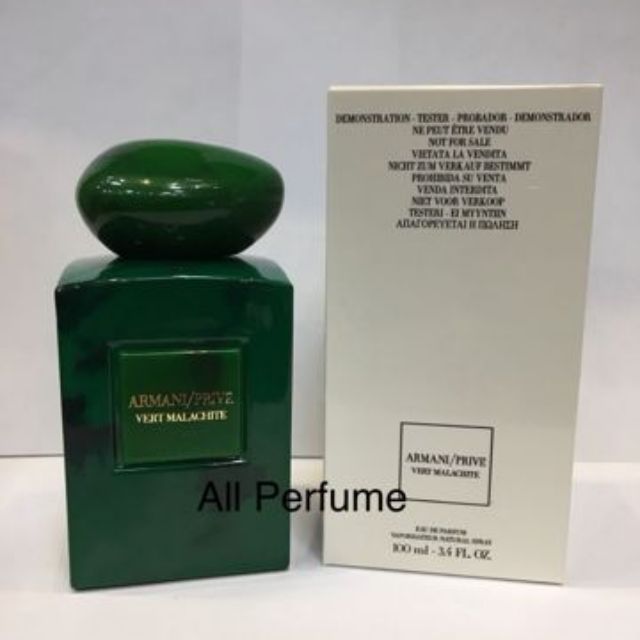 ARMANI/PRIVE
VERT MALACHITE
DEMONSTRATION - TESTER - PROBADOR - DEMONSTRADOR
NE PEUT ÊTRE VENDU
NOT FOR SALE
VIETATA LA VENDITA
NICHT ZUM VERKAUF BESTIMMT
PROHIBIDA SU VENTA
VENDA INTERDITA
NIET VOOR VERKOOP
TESTERI - EI MYYNTIIN
ΑΠΑΓΟΡΕΥΕΤΑΙ Η ΠΩΛΗΣΗ
ARMANI/PRIVE
VERT MALACHITE
EAU DE PARFUM
VAPORISATEUR NATURAL SPRAY
100 ml - 3.4 FL. OZ.
All Perfume